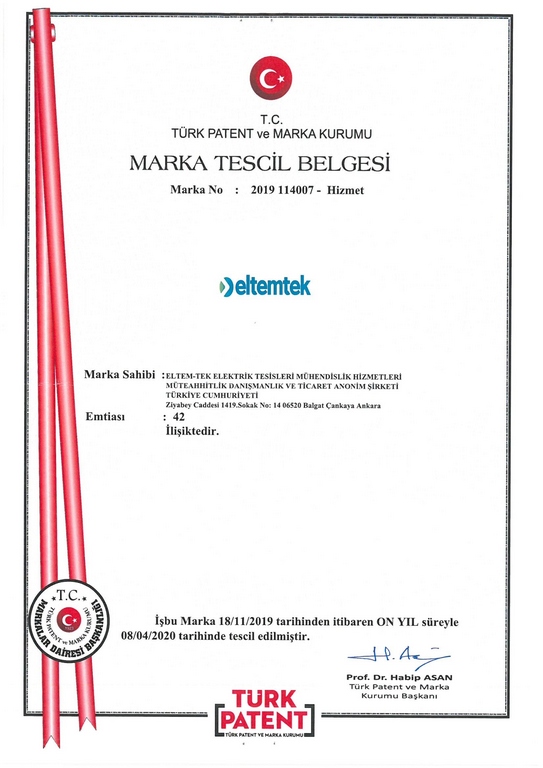 T.C.
TÜRK PATENT ve MARKA KURUMU
MARKA TESCİL BELGESİ
Marka No : 2019 114007 - Hizmet
eltemtek
Marka Sahibi : ELTEM-TEK ELEKTRİK TESİSLERİ MÜHENDİSLİK HİZMETLERİ
MÜTEAHHİTLİK DANIŞMANLIK VE TİCARET ANONİM ŞİRKETİ
TÜRKİYE CUMHURİYETİ
Ziyabey Caddesi 1419.Sokak No: 14 06520 Balgat Çankaya Ankara
Emtiası : 42
İlişiktedir.
T.C.
TÜRK PATENT ve MARKA KURUMU
MARKALAR DAİRESİ BAŞKANLIĞI
İşbu Marka 18/11/2019 tarihinden itibaren ON YIL süreyle
08/04/2020 tarihinde tescil edilmiştir.
Prof. Dr. Habip ASAN
Türk Patent ve Marka
Kurumu Başkanı
TÜRK
PATENT
TÜRK PATENT VE MARKA KURUMU